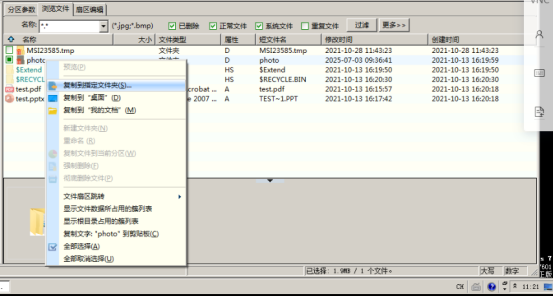 分区参数 浏览文件 扇区编辑
名称: *.* (*.jpg;*.bmp) 已删除 正常文件 系统文件 重复文件 过滤 更多>>
名称 大小 文件类型 属性 短文件名 修改时间 创建时间
MSI23585.tmp 文件夹 D MSI23585.tmp 2021-10-28 11:43:23 2021-10-28 11:43:23
photo 文件夹 D photo 2025-07-03 09:36:41 2021-10-13 16:19:59
$Extend HS $Extend 2021-10-13 16:15:59 2021-10-13 16:15:59
$RECYCLE. HS $RECYCLE.BIN 2021-10-13 16:20:18 2021-10-13 16:20:18
test.pdf crobat ... A test.pdf 2021-10-13 16:17:36 2021-10-13 16:20:18
test.pptx e 2007 ... A TEST~1.PPT 2021-10-13 16:17:42 2021-10-13 16:20:18
预览(P)
复制到指定文件夹(S)...
复制到 "桌面" (D)
复制到 "我的文档" (M)
新建文件夹(N)
重命名 (R)
复制文件到当前分区(W)
强制删除(F)
彻底删除文件(P)
文件扇区跳转
显示文件数据所占用的簇列表
显示根目录占用的簇列表
复制文字: "photo" 到剪贴板(C)
全部选择(A)
全部取消选择(U)
已选择: 1.9MB / 1 个文件。 大写 数字
CH 11:21